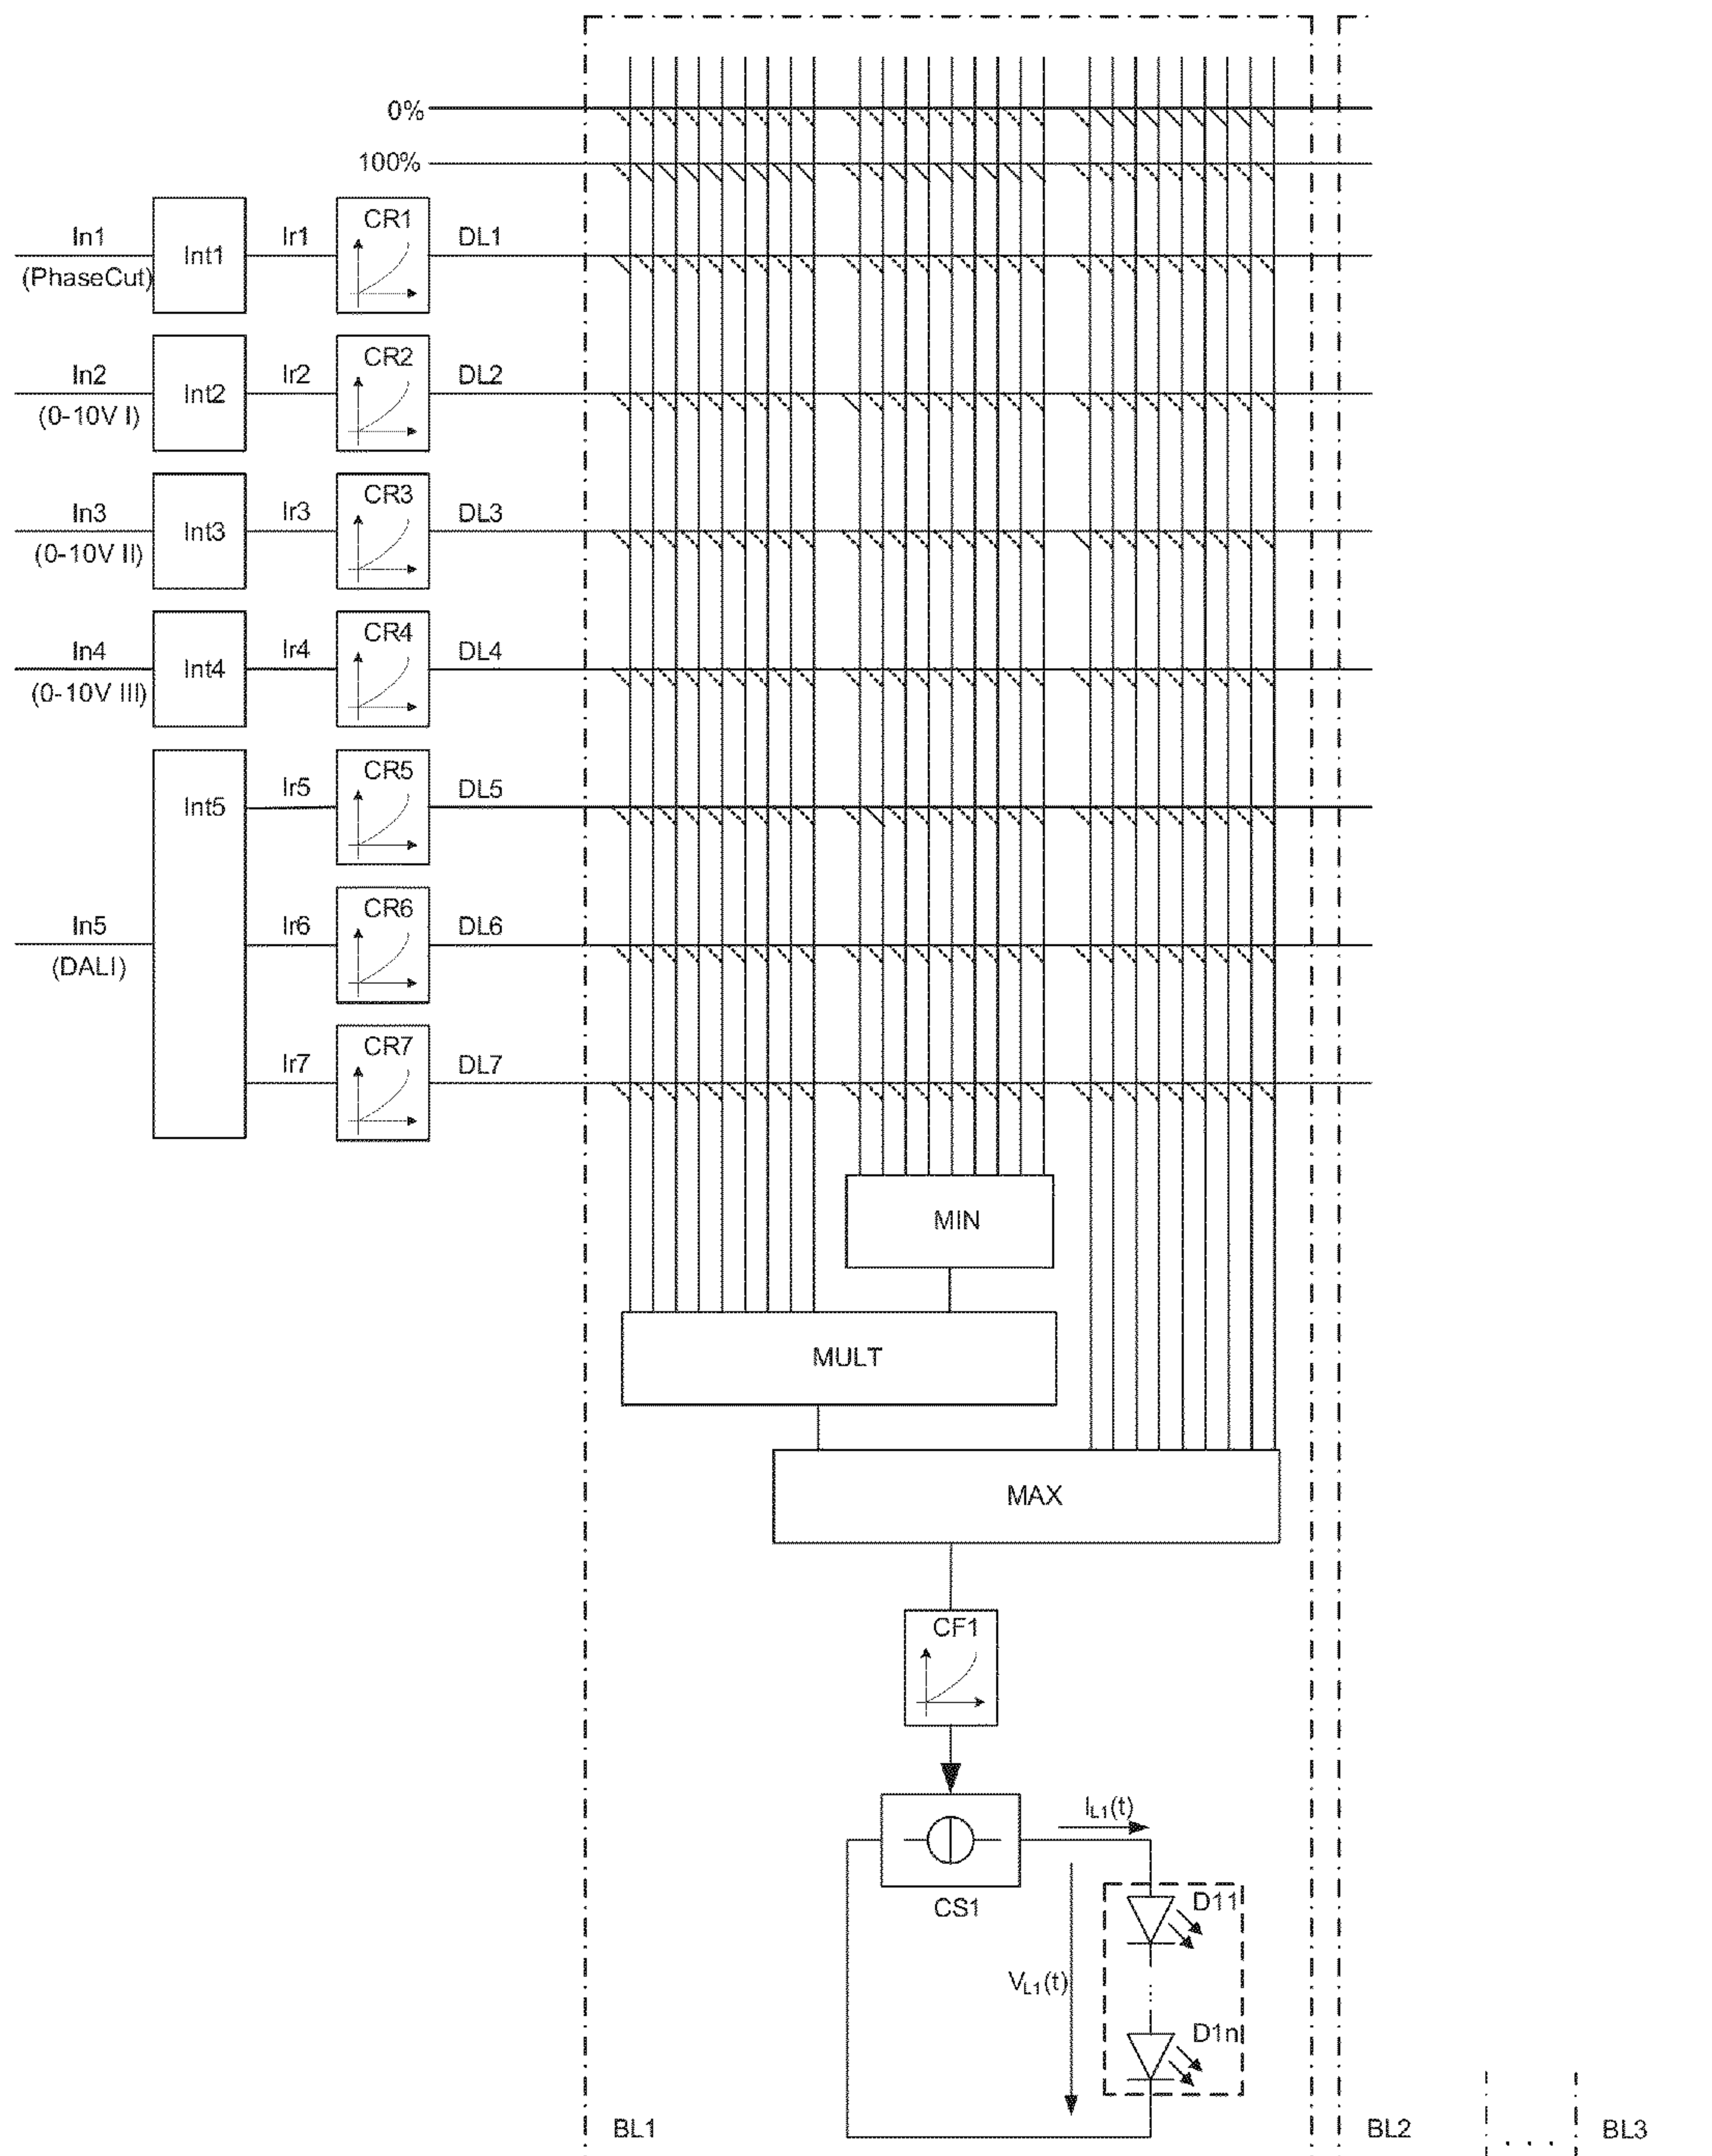 0%
100%
In1
(PhaseCut)
Int1
Ir1
CR1
DL1
In2
(0-10V I)
Int2
Ir2
CR2
DL2
In3
(0-10V II)
Int3
Ir3
CR3
DL3
In4
(0-10V III)
Int4
Ir4
CR4
DL4
Int5
Ir5
CR5
DL5
In5
(DALI)
Ir6
CR6
DL6
Ir7
CR7
DL7
MIN
MULT
MAX
CF1
CS1
IL1(t)
VL1(t)
D11
...
D1n
BL1
BL2
...
BL3